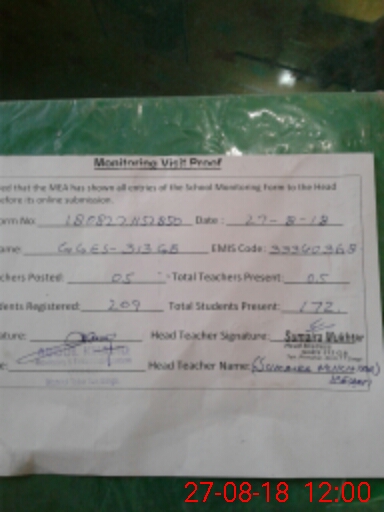 Monitoring Visit Proof
ed that the MEA has shown all entries of the School Monitoring Form to the Head
efore its online submission.
orm No: Date: 27-8-18
ame: GGES-313GB EMIS Code: 33340368
chers Posted: 05 Total Teachers Present: 05
dents Registered: 209 Total Students Present: 172
ature: Head Teacher Signature: Sumaira Mukhtar
Head Teacher Name:
27-08-18 12:00